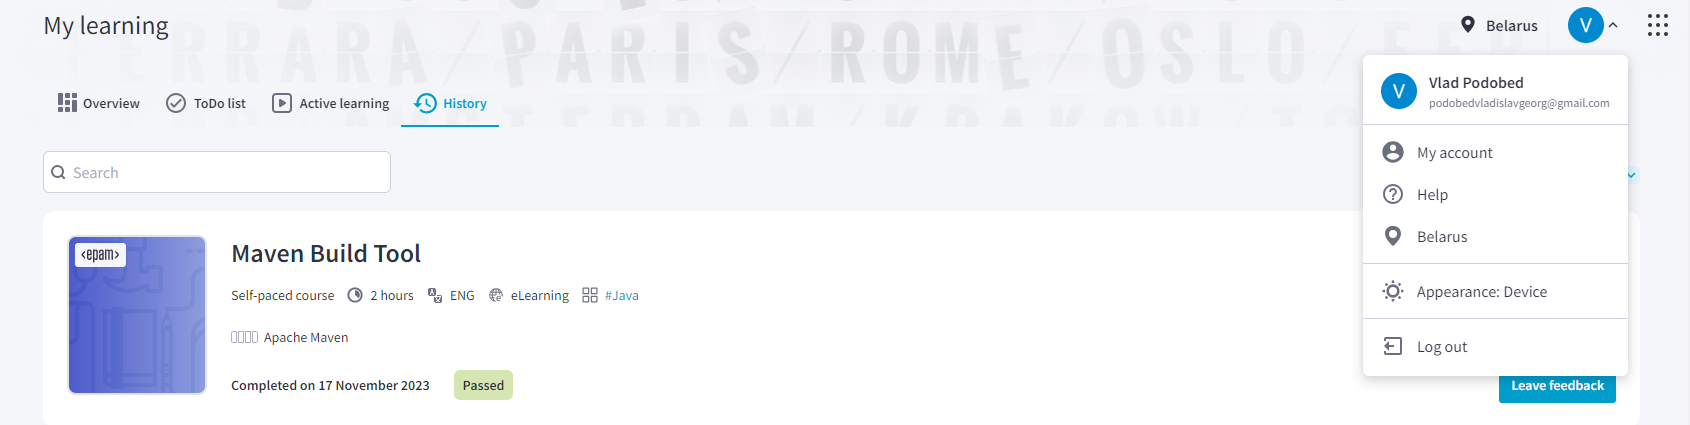 My learning
FERRARA/PARIS/ROME/OSLO/
Belarus
V
Vlad Podobed
podobedvladislavgeorg@gmail.com
Overview
ToDo list
Active learning
History
My account
Help
Belarus
Appearance: Device
Log out
Search
<epam>
Maven Build Tool
Self-paced course
2 hours
ENG
eLearning
#Java
Apache Maven
Completed on 17 November 2023
Passed
Leave feedback